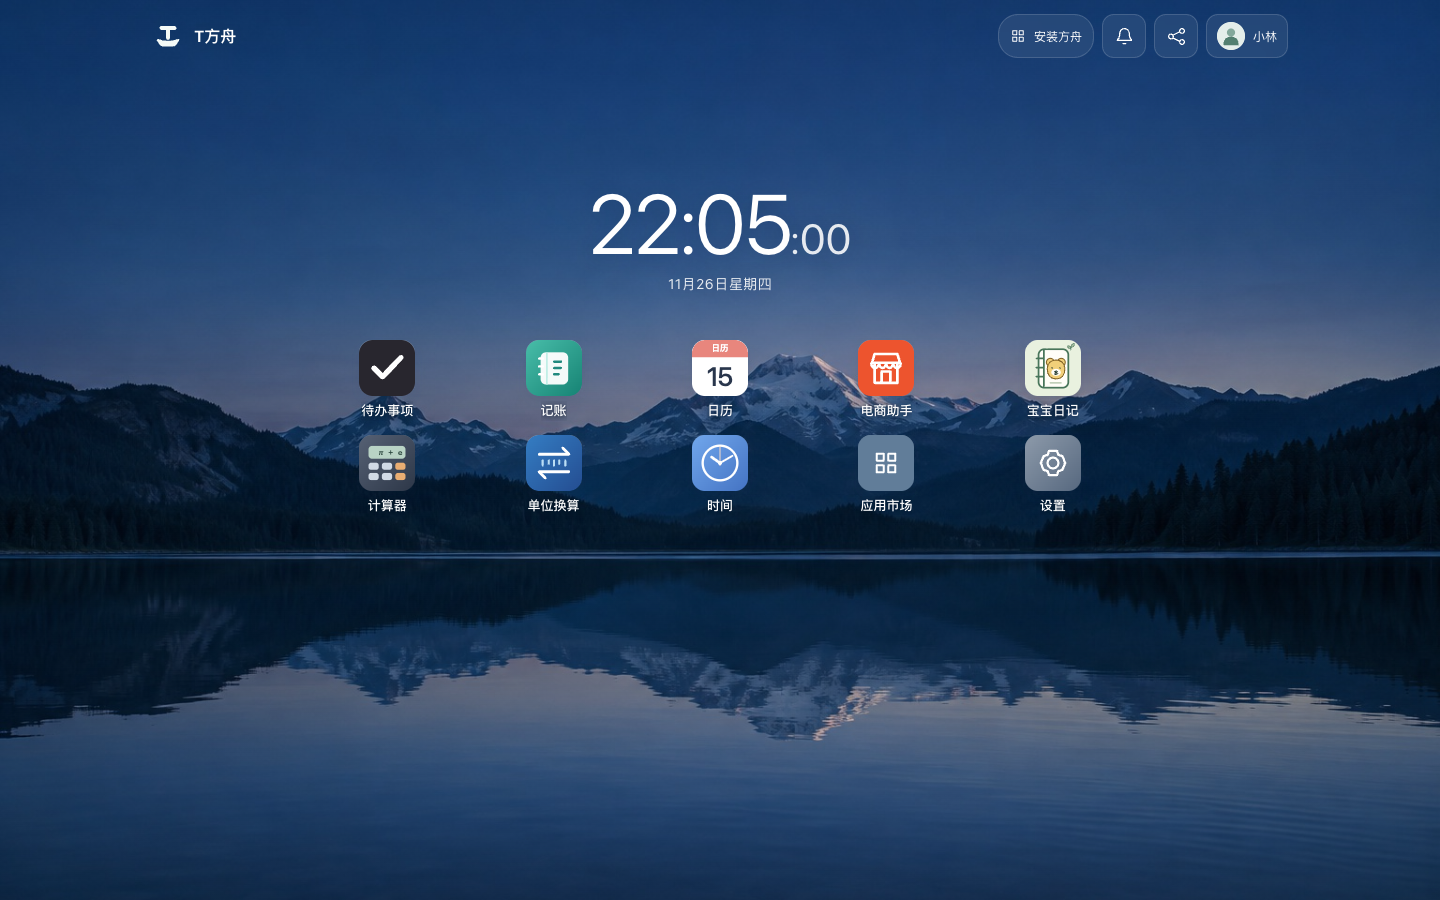 T方舟
安装方舟
小林
22:05:00
11月26日星期四
日历
15
待办事项
记账
日历
电商助手
宝宝日记
π + e
计算器
单位换算
时间
应用市场
设置